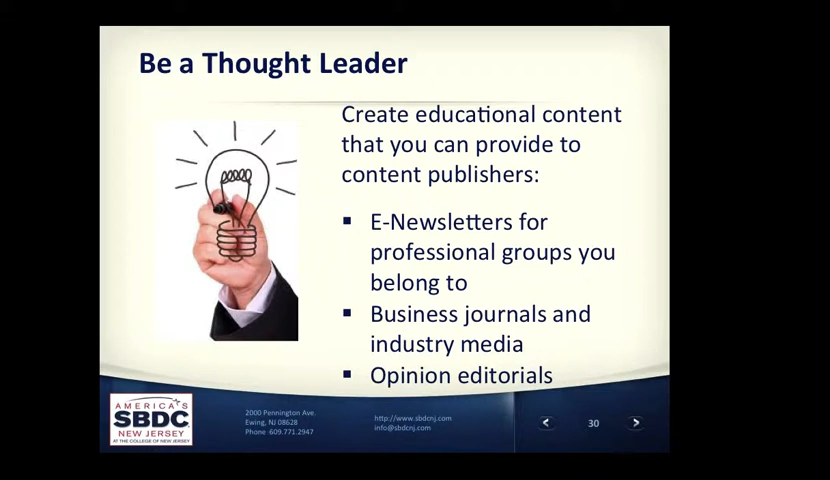 Be a Thought Leader
Create educational content
that you can provide to
content publishers:
▪ E-Newsletters for
professional groups you
belong to
▪ Business journals and
industry media
▪ Opinion editorials
AMERICA'S
SBDC
NEW JERSEY
AT THE COLLEGE OF NEW JERSEY
2000 Pennington Ave.
Ewing, NJ 08628
Phone 609.771.2947
http://www.sbdcnj.com
info@sbdcnj.com
< 30 >